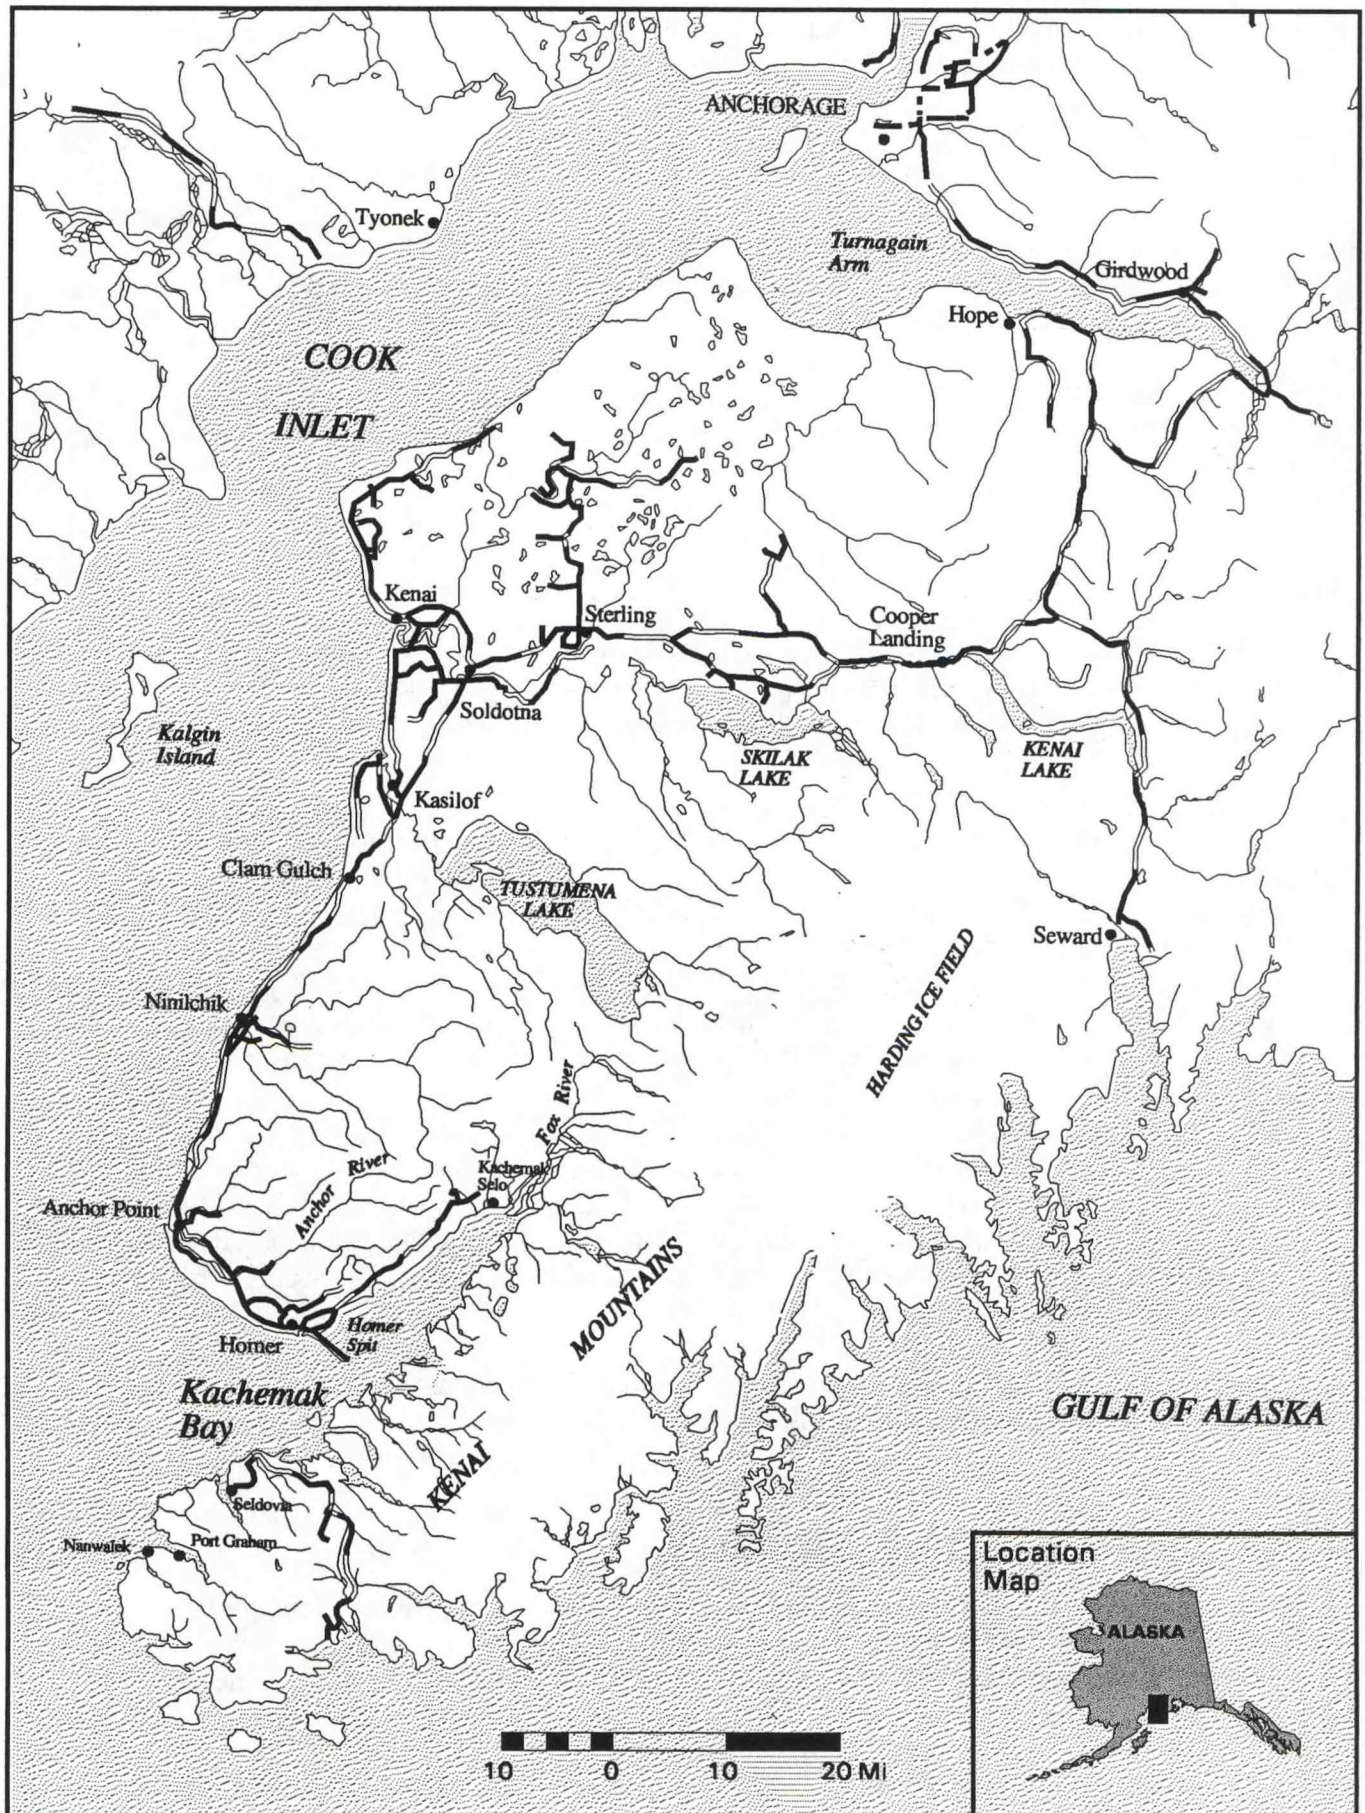 ANCHORAGE
Tyonek
Turnagain
Arm
Girdwood
Hope
COOK
INLET
Kenai
Sterling
Cooper
Landing
Soldotna
Kalgin
Island
SKILAK
LAKE
KENAI
LAKE
Kasilof
Clam Gulch
TUSTUMENA
LAKE
Seward
HARDING ICE FIELD
Ninilchik
Fox River
Kachemak
Selo
Anchor River
Anchor Point
MOUNTAINS
Homer
Spit
Homer
Kachemak
Bay
GULF OF ALASKA
KENAI
Seldovia
Nanwalek
Port Graham
Location
Map
ALASKA
10 0 10 20 Mi